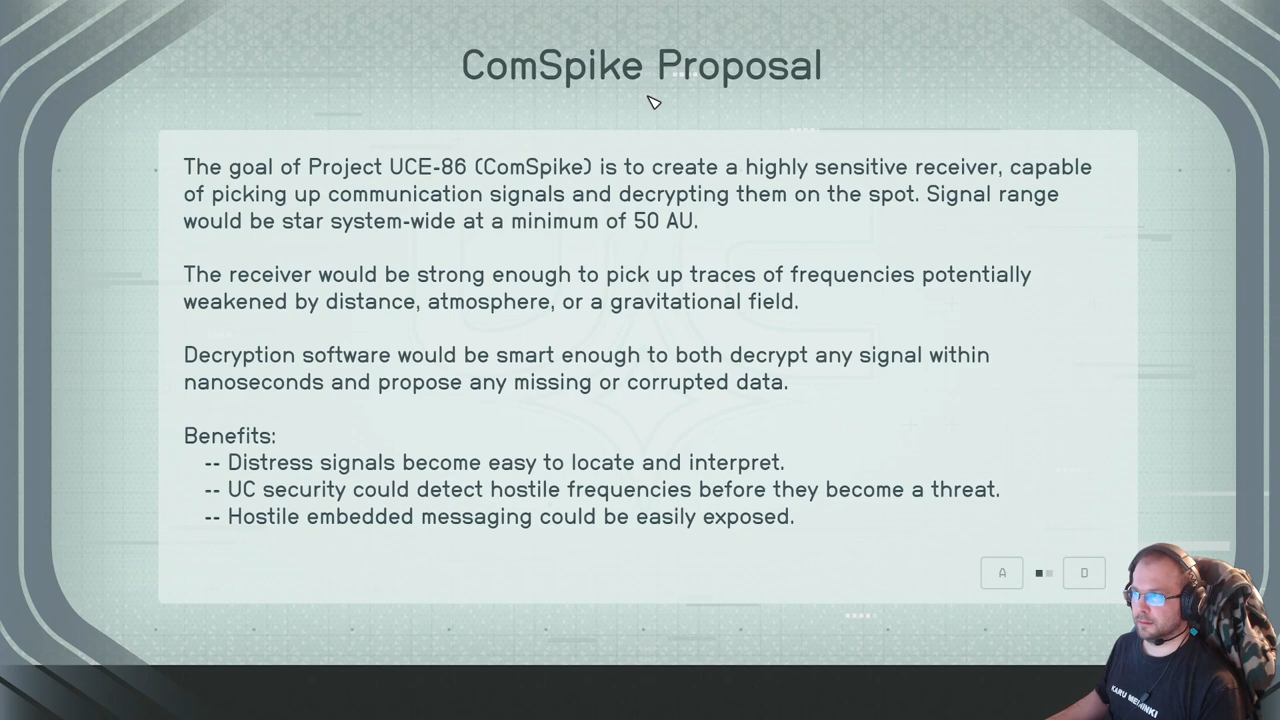 ComSpike Proposal
The goal of Project UCE-86 (ComSpike) is to create a highly sensitive receiver, capable
of picking up communication signals and decrypting them on the spot. Signal range
would be star system-wide at a minimum of 50 AU.
The receiver would be strong enough to pick up traces of frequencies potentially
weakened by distance, atmosphere, or a gravitational field.
Decryption software would be smart enough to both decrypt any signal within
nanoseconds and propose any missing or corrupted data.
Benefits:
-- Distress signals become easy to locate and interpret.
-- UC security could detect hostile frequencies before they become a threat.
-- Hostile embedded messaging could be easily exposed.
A
D
UC